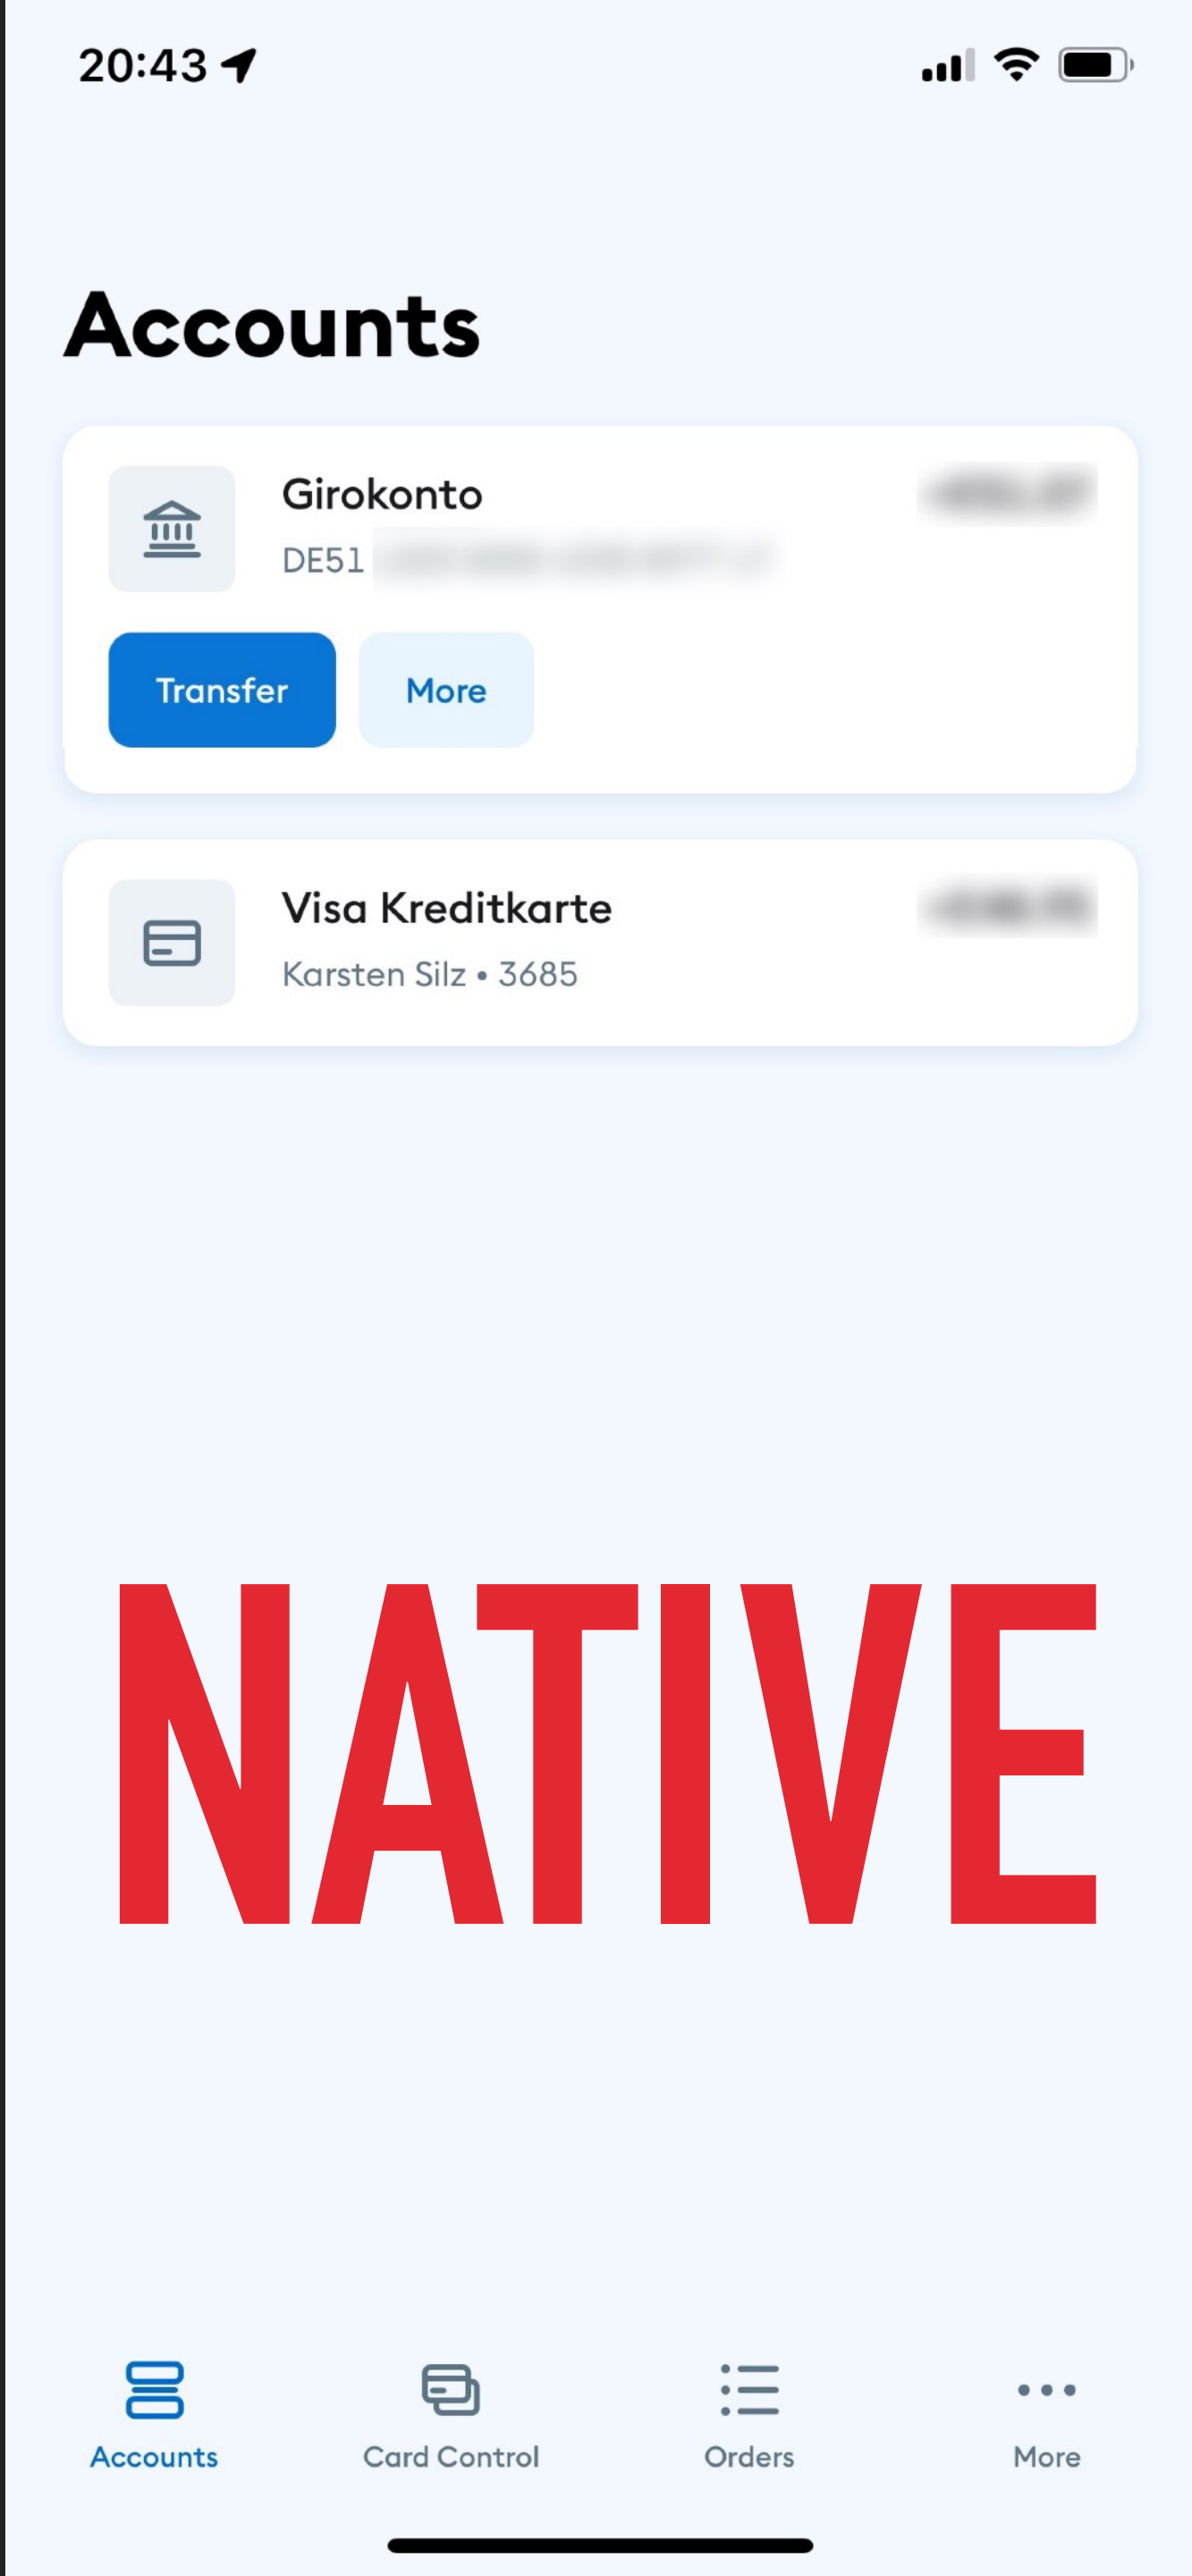 20:43
Accounts
Girokonto
DE51
Transfer
More
Visa Kreditkarte
Karsten Silz • 3685
NATIVE
Accounts
Card Control
Orders
More